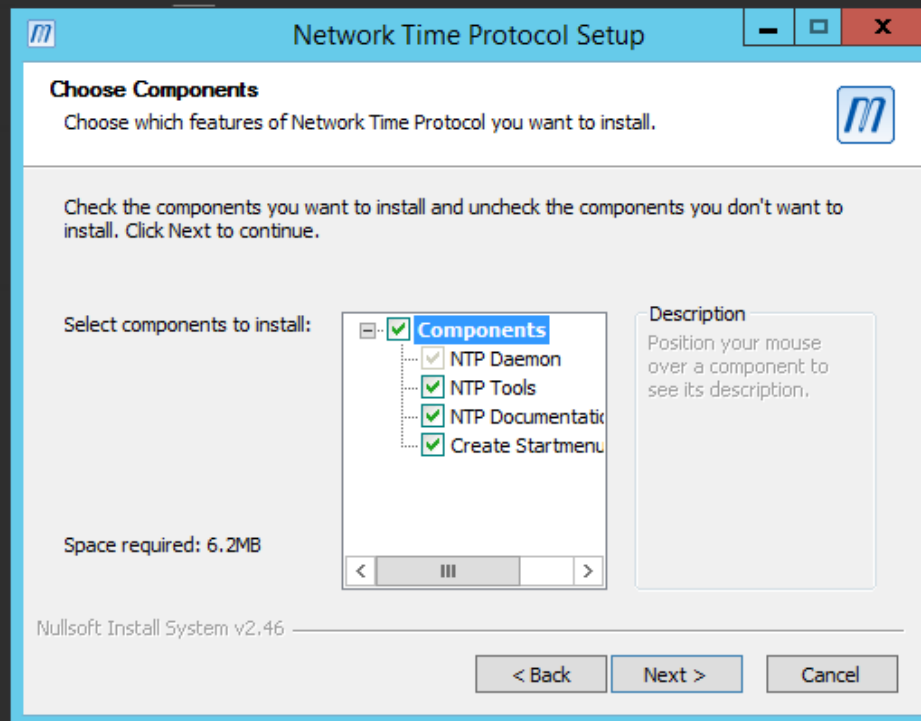 Network Time Protocol Setup
Choose Components
Choose which features of Network Time Protocol you want to install.
Check the components you want to install and uncheck the components you don't want to
install. Click Next to continue.
Select components to install:
Components
NTP Daemon
NTP Tools
NTP Documentatio
Create Startmenu
Description
Position your mouse
over a component to
see its description.
Space required: 6.2MB
Nullsoft Install System v2.46
< Back
Next >
Cancel